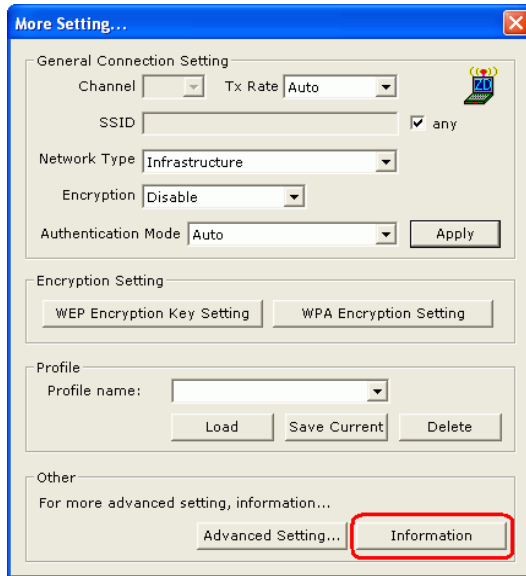 More Setting...
General Connection Setting
Channel Tx Rate Auto
ZD
SSID any
Network Type Infrastructure
Encryption Disable
Authentication Mode Auto Apply
Encryption Setting
WEP Encryption Key Setting WPA Encryption Setting
Profile
Profile name:
Load Save Current Delete
Other
For more advanced setting, information...
Advanced Setting... Information